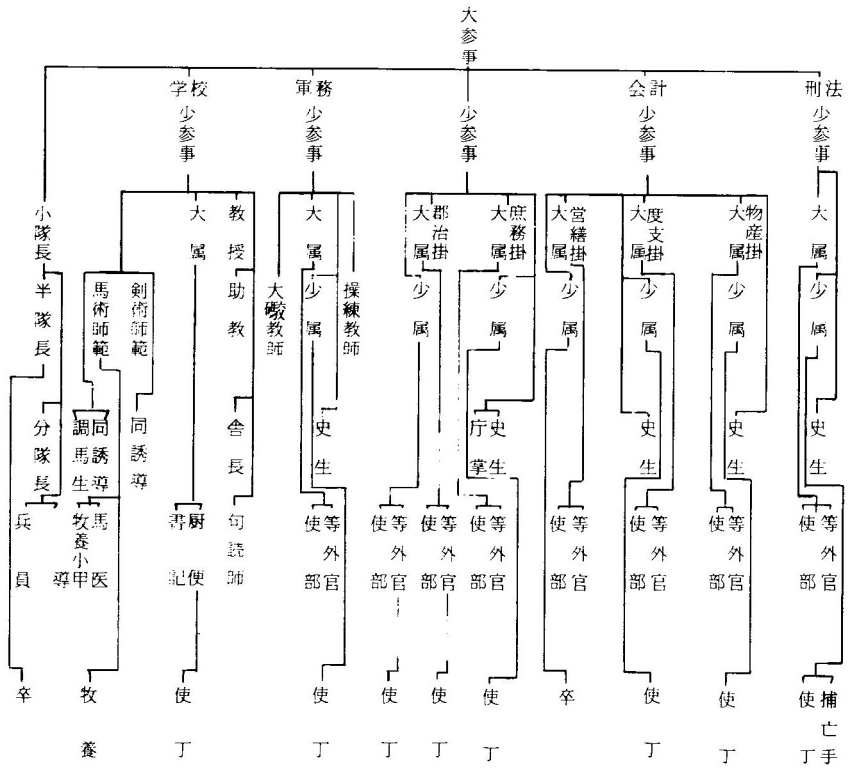 大参事
刑法
少参事
大属
少属
史生
等外官
使部
捕亡手
使丁
会計
少参事
物産掛
大属
少属
史生
等外官
使部
使丁
度支掛
大属
少属
史生
等外官
使部
使丁
営繕掛
大属
少属
等外官
使部
卒
少参事
庶務掛
大属
少属
史生
庁掌
等外官
使部
使丁
郡治掛
大属
少属
等外官
使部
使丁
等外官
使部
使丁
軍務
少参事
操練教師
大属
少属
史生
等外官
使部
使丁
大礮教師
学校
少参事
教授
助教
舎長
句読師
大属
厨使
書記
使丁
剣術師範
同誘導
馬術師範
同誘導
調馬生
馬医
牧養小甲
導
牧養
小隊長
半隊長
分隊長
兵員
卒